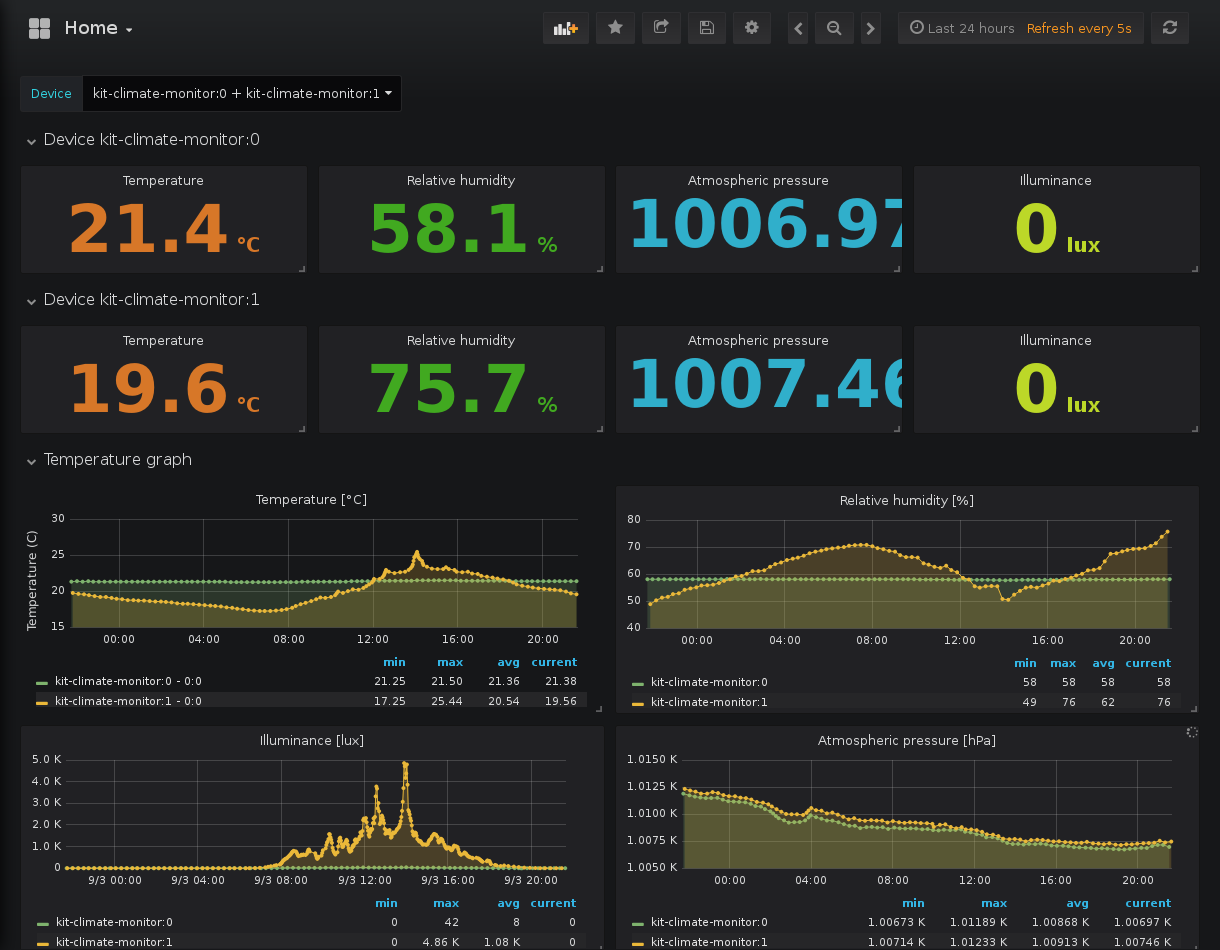 Home
Last 24 hours Refresh every 5s
Device kit-climate-monitor:0 + kit-climate-monitor:1
Device kit-climate-monitor:0
Temperature Relative humidity Atmospheric pressure Illuminance
21.4 °C 58.1 % 1006.97 0 lux
Device kit-climate-monitor:1
Temperature Relative humidity Atmospheric pressure Illuminance
19.6 °C 75.7 % 1007.46 0 lux
Temperature graph
Temperature [°C]
Temperature (C)
30
25
20
15
00:00 04:00 08:00 12:00 16:00 20:00
min max avg current
kit-climate-monitor:0 - 0:0 21.25 21.50 21.36 21.38
kit-climate-monitor:1 - 0:0 17.25 25.44 20.54 19.56
Relative humidity [%]
80
70
60
50
40
00:00 04:00 08:00 12:00 16:00 20:00
min max avg current
kit-climate-monitor:0 58 58 58 58
kit-climate-monitor:1 49 76 62 76
Illuminance [lux]
5.0 K
4.0 K
3.0 K
2.0 K
1.0 K
0
9/3 00:00 9/3 04:00 9/3 08:00 9/3 12:00 9/3 16:00 9/3 20:00
min max avg current
kit-climate-monitor:0 0 42 8 0
kit-climate-monitor:1 0 4.86 K 1.08 K 0
Atmospheric pressure [hPa]
1.0150 K
1.0125 K
1.0100 K
1.0075 K
1.0050 K
00:00 04:00 08:00 12:00 16:00 20:00
min max avg current
kit-climate-monitor:0 1.00673 K 1.01189 K 1.00868 K 1.00697 K
kit-climate-monitor:1 1.00714 K 1.01233 K 1.00913 K 1.00746 K